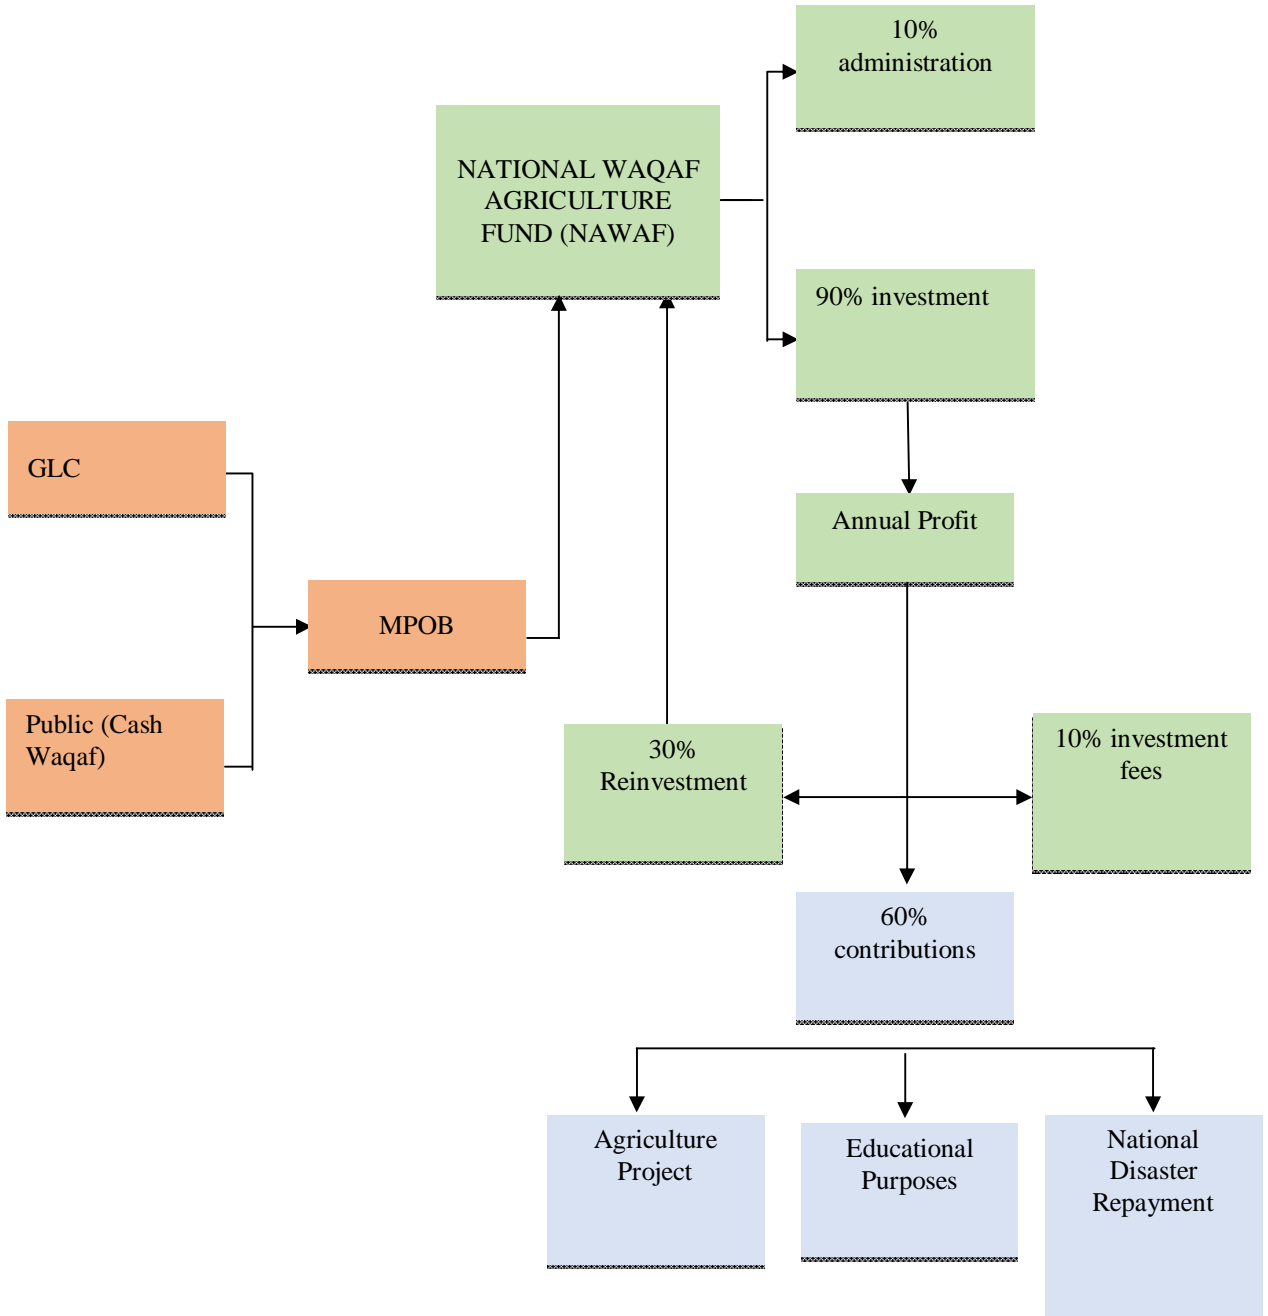 10%
administration
NATIONAL WAQAF
AGRICULTURE
FUND (NAWAF)
90% investment
GLC
Annual Profit
MPOB
Public (Cash
Waqaf)
30%
Reinvestment
10% investment
fees
60%
contributions
Agriculture
Project
Educational
Purposes
National
Disaster
Repayment